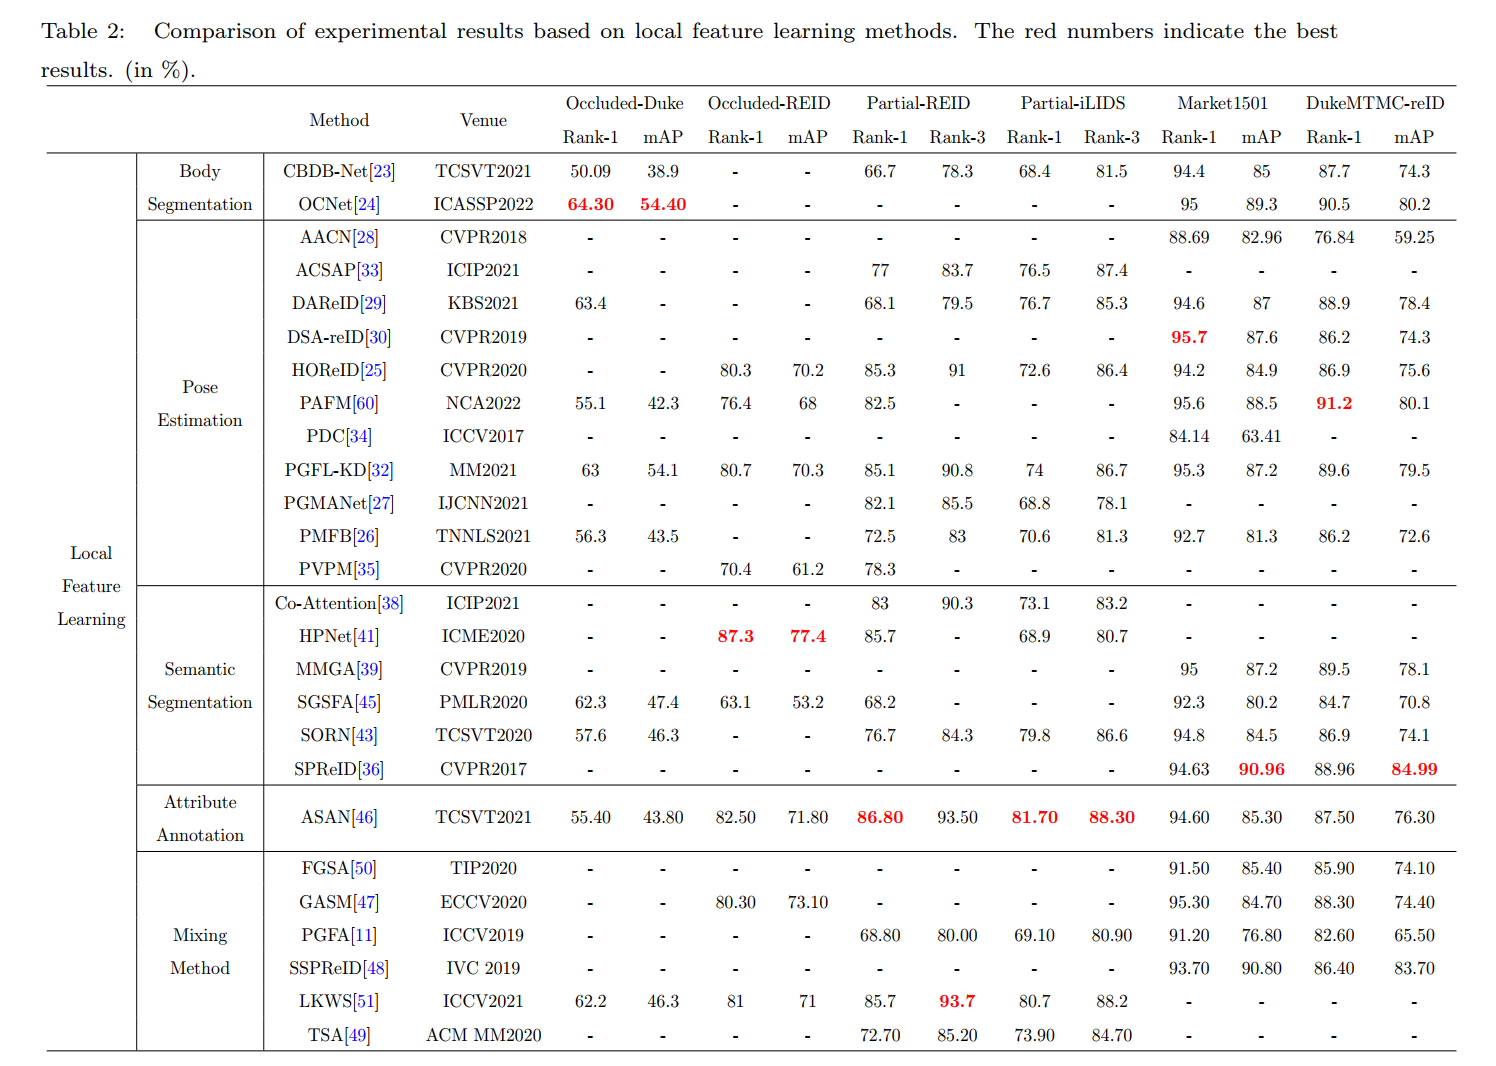 Table 2: Comparison of experimental results based on local feature learning methods. The red numbers indicate the best
results. (in %).
Method Venue Occluded-Duke Occluded-REID Partial-REID Partial-iLIDS Market1501 DukeMTMC-reID
Rank-1 mAP Rank-1 mAP Rank-1 Rank-3 Rank-1 Rank-3 Rank-1 mAP Rank-1 mAP
Local Feature Learning
Body Segmentation
CBDB-Net[23] TCSVT2021 50.09 38.9 - - 66.7 78.3 68.4 81.5 94.4 85 87.7 74.3
OCNet[24] ICASSP2022 64.30 54.40 - - - - - - 95 89.3 90.5 80.2
Pose Estimation
AACN[28] CVPR2018 - - - - - - - - 88.69 82.96 76.84 59.25
ACSAP[33] ICIP2021 - - - - 77 83.7 76.5 87.4 - - - -
DAReID[29] KBS2021 63.4 - - - 68.1 79.5 76.7 85.3 94.6 87 88.9 78.4
DSA-reID[30] CVPR2019 - - - - - - - - 95.7 87.6 86.2 74.3
HOReID[25] CVPR2020 - - 80.3 70.2 85.3 91 72.6 86.4 94.2 84.9 86.9 75.6
PAFM[60] NCA2022 55.1 42.3 76.4 68 82.5 - - - 95.6 88.5 91.2 80.1
PDC[34] ICCV2017 - - - - - - - - 84.14 63.41 - -
PGFL-KD[32] MM2021 63 54.1 80.7 70.3 85.1 90.8 74 86.7 95.3 87.2 89.6 79.5
PGMANet[27] IJCNN2021 - - - - 82.1 85.5 68.8 78.1 - - - -
PMFB[26] TNNLS2021 56.3 43.5 - - 72.5 83 70.6 81.3 92.7 81.3 86.2 72.6
PVPM[35] CVPR2020 - - 70.4 61.2 78.3 - - - - - - -
Semantic Segmentation
Co-Attention[38] ICIP2021 - - - - 83 90.3 73.1 83.2 - - - -
HPNet[41] ICME2020 - - 87.3 77.4 85.7 - 68.9 80.7 - - - -
MMGA[39] CVPR2019 - - - - - - - - 95 87.2 89.5 78.1
SGSFA[45] PMLR2020 62.3 47.4 63.1 53.2 68.2 - - - 92.3 80.2 84.7 70.8
SORN[43] TCSVT2020 57.6 46.3 - - 76.7 84.3 79.8 86.6 94.8 84.5 86.9 74.1
SPReID[36] CVPR2017 - - - - - - - - 94.63 90.96 88.96 84.99
Attribute Annotation
ASAN[46] TCSVT2021 55.40 43.80 82.50 71.80 86.80 93.50 81.70 88.30 94.60 85.30 87.50 76.30
Mixing Method
FGSA[50] TIP2020 - - - - - - - - 91.50 85.40 85.90 74.10
GASM[47] ECCV2020 - - 80.30 73.10 - - - - 95.30 84.70 88.30 74.40
PGFA[11] ICCV2019 - - - - 68.80 80.00 69.10 80.90 91.20 76.80 82.60 65.50
SSPReID[48] IVC 2019 - - - - - - - - 93.70 90.80 86.40 83.70
LKWS[51] ICCV2021 62.2 46.3 81 71 85.7 93.7 80.7 88.2 - - - -
TSA[49] ACM MM2020 - - - - 72.70 85.20 73.90 84.70 - - - -